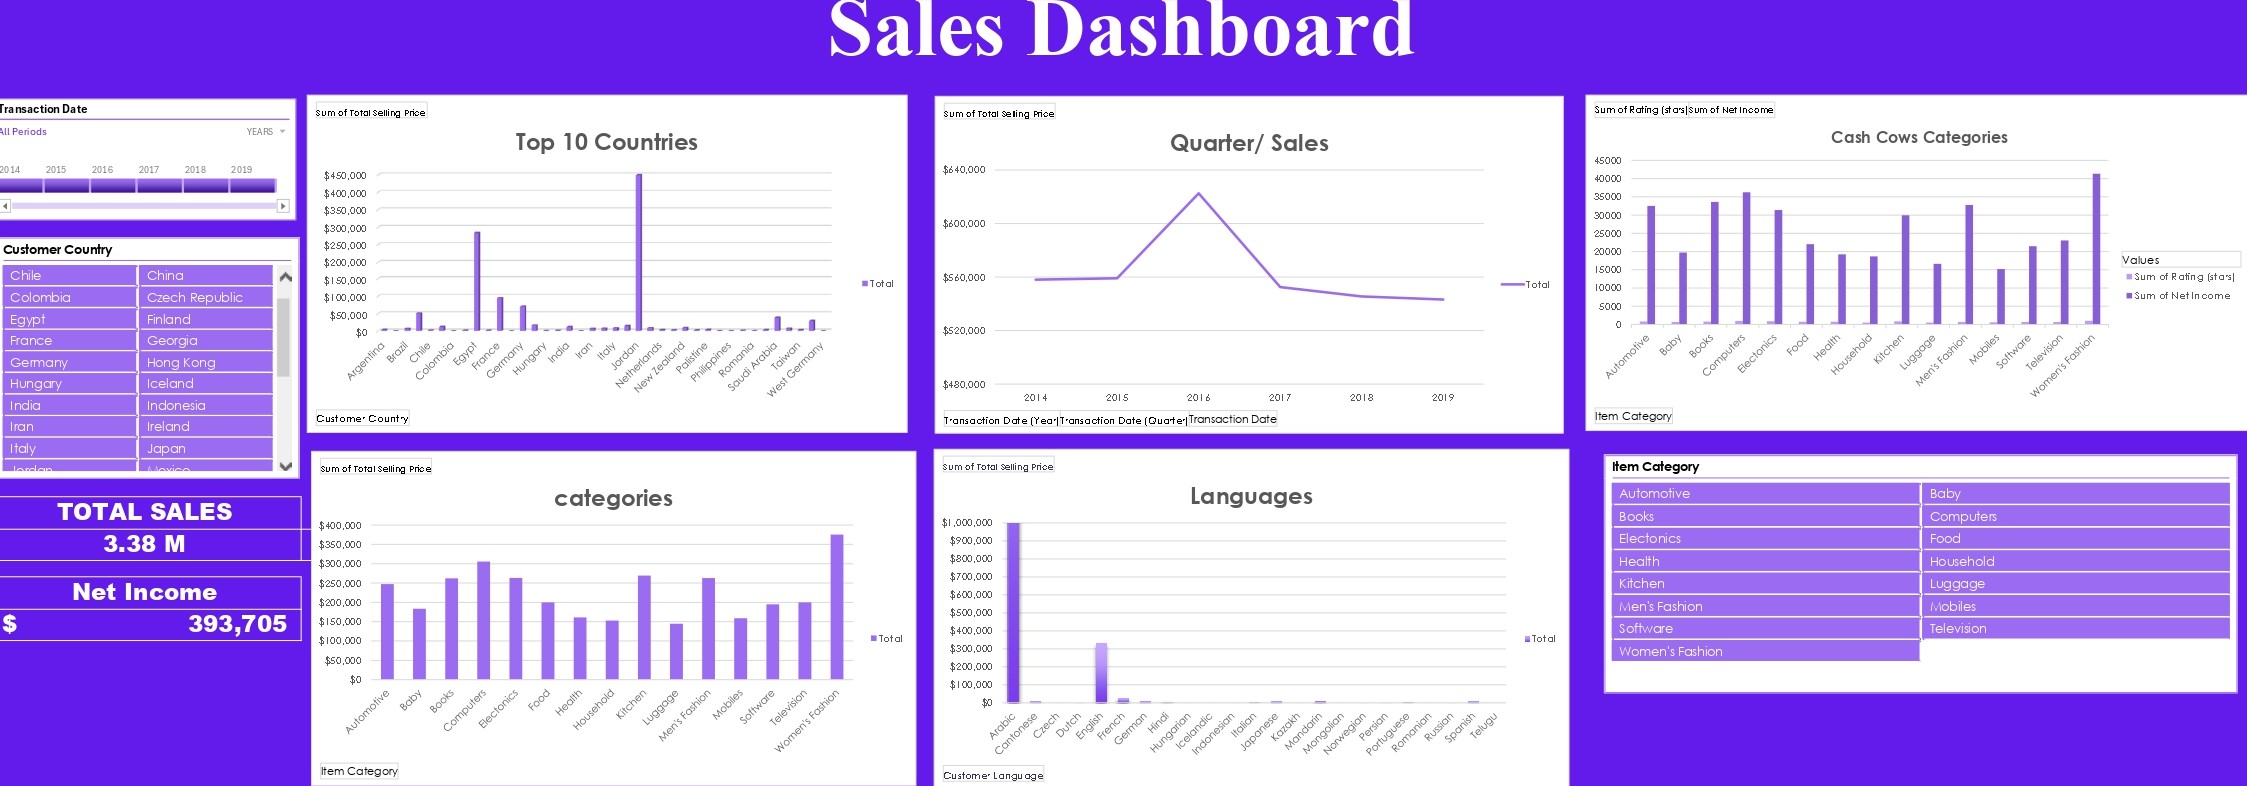 Sales Dashboard
Transaction Date
All Periods
YEARS
2014 2015 2016 2017 2018 2019
Customer Country
Chile China
Colombia Czech Republic
Egypt Finland
France Georgia
Germany Hong Kong
Hungary Iceland
India Indonesia
Iran Ireland
Italy Japan
Jordan Mexico
TOTAL SALES
3.38 M
Net Income
$ 393,705
Sum of Total Selling Price
Top 10 Countries
$450,000
$400,000
$350,000
$300,000
$250,000
$200,000
$150,000
$100,000
$50,000
$0
Argentina Brazil Chile Colombia Egypt France Germany Hungary India Iran Italy Jordan Netherlands New Zealand Palistine Philippines Romania Saudi Arabia Taiwan West Germany
Total
Customer Country
Sum of Total Selling Price
Quarter/ Sales
$640,000
$600,000
$560,000
$520,000
$480,000
2014 2015 2016 2017 2018 2019
Total
Transaction Date (Year) Transaction Date (Quarter) Transaction Date
Sum of Rating (stars) Sum of Net Income
Cash Cows Categories
45000
40000
35000
30000
25000
20000
15000
10000
5000
0
Automotive Baby Books Computers Electonics Food Health Household Kitchen Luggage Men's Fashion Mobiles Software Television Women's Fashion
Values
Sum of Rating (stars)
Sum of Net Income
Item Category
Sum of Total Selling Price
categories
$400,000
$350,000
$300,000
$250,000
$200,000
$150,000
$100,000
$50,000
$0
Automotive Baby Books Computers Electonics Food Health Household Kitchen Luggage Men's Fashion Mobiles Software Television Women's Fashion
Total
Item Category
Sum of Total Selling Price
Languages
$1,000,000
$900,000
$800,000
$700,000
$600,000
$500,000
$400,000
$300,000
$200,000
$100,000
$0
Arabic Cantonese Czech Dutch English French German Hindi Hungarian Icelandic Indonesian Italian Japanese Kazakh Mandarin Mongolian Norwegian Persian Portuguese Romanian Russian Spanish Telugu
Total
Customer Language
Item Category
Automotive Baby
Books Computers
Electonics Food
Health Household
Kitchen Luggage
Men's Fashion Mobiles
Software Television
Women's Fashion